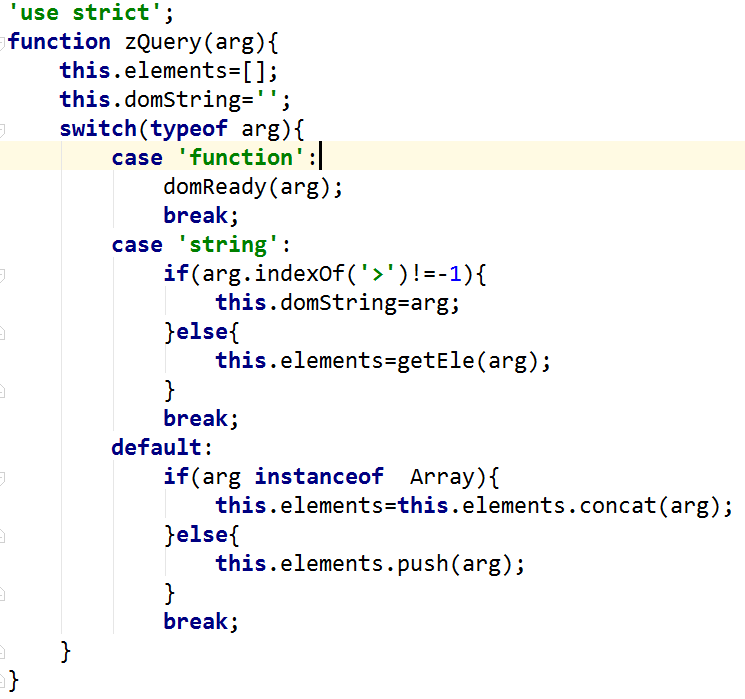 'use strict';
function zQuery(arg){
    this.elements=[];
    this.domString='';
    switch(typeof arg){
        case 'function':
            domReady(arg);
            break;
        case 'string':
            if(arg.indexOf('>')!=-1){
                this.domString=arg;
            }else{
                this.elements=getEle(arg);
            }
            break;
        default:
            if(arg instanceof  Array){
                this.elements=this.elements.concat(arg);
            }else{
                this.elements.push(arg);
            }
            break;
    }
}